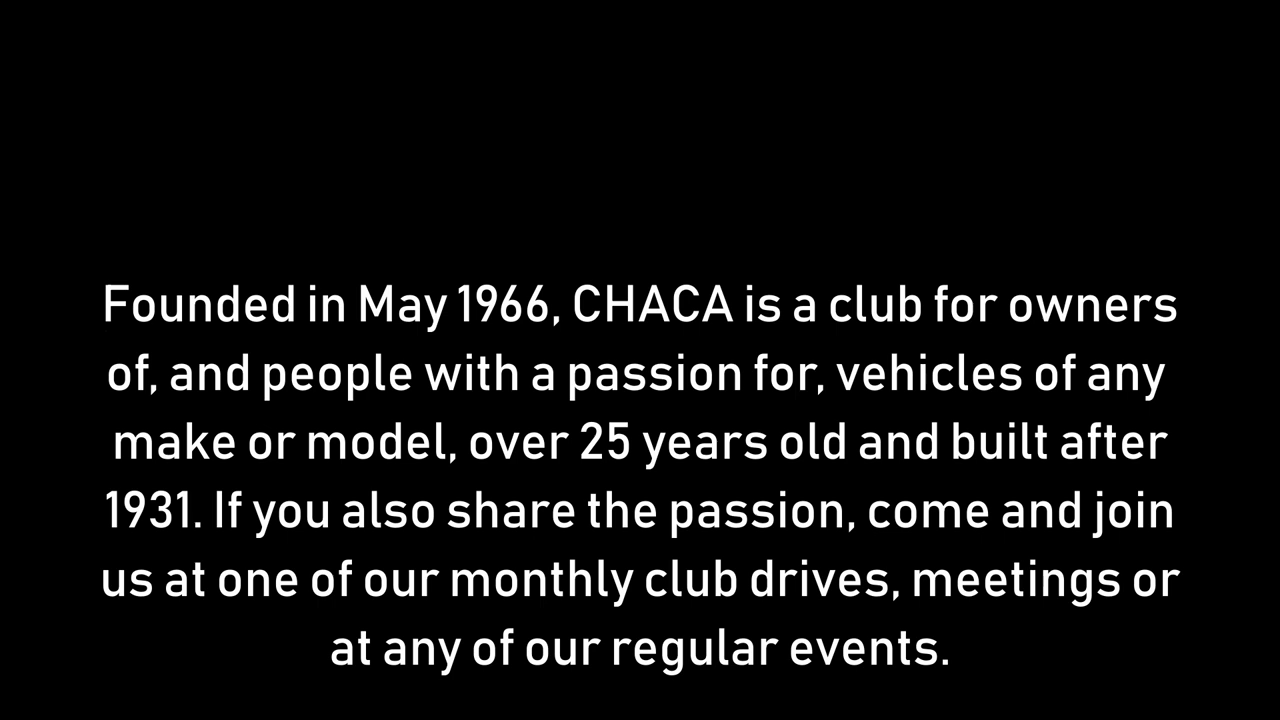 Founded in May 1966, CHACA is a club for owners
of, and people with a passion for, vehicles of any
make or model, over 25 years old and built after
1931. If you also share the passion, come and join
us at one of our monthly club drives, meetings or
at any of our regular events.